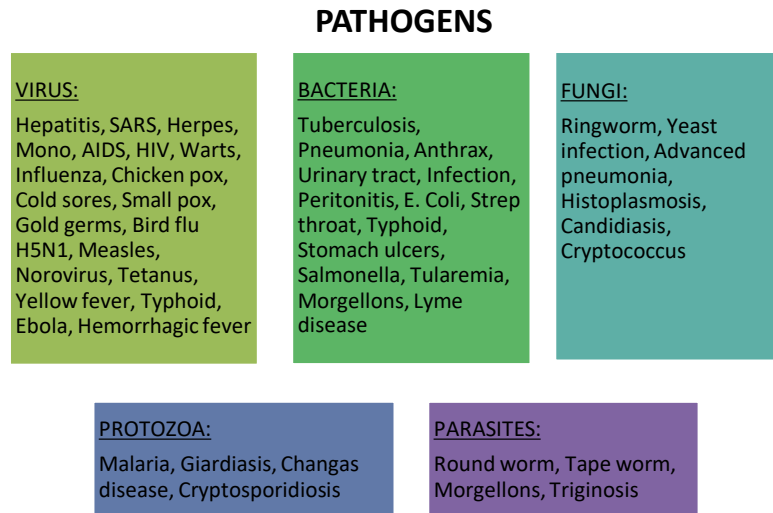 PATHOGENS
VIRUS:
Hepatitis, SARS, Herpes,
Mono, AIDS, HIV, Warts,
Influenza, Chicken pox,
Cold sores, Small pox,
Gold germs, Bird flu
H5N1, Measles,
Norovirus, Tetanus,
Yellow fever, Typhoid,
Ebola, Hemorrhagic fever
BACTERIA:
Tuberculosis,
Pneumonia, Anthrax,
Urinary tract, Infection,
Peritonitis, E. Coli, Strep
throat, Typhoid,
Stomach ulcers,
Salmonella, Tularemia,
Morgellons, Lyme
disease
FUNGI:
Ringworm, Yeast
infection, Advanced
pneumonia,
Histoplasmosis,
Candidiasis,
Cryptococcus
PROTOZOA:
Malaria, Giardiasis, Changas
disease, Cryptosporidiosis
PARASITES:
Round worm, Tape worm,
Morgellons, Triginosis